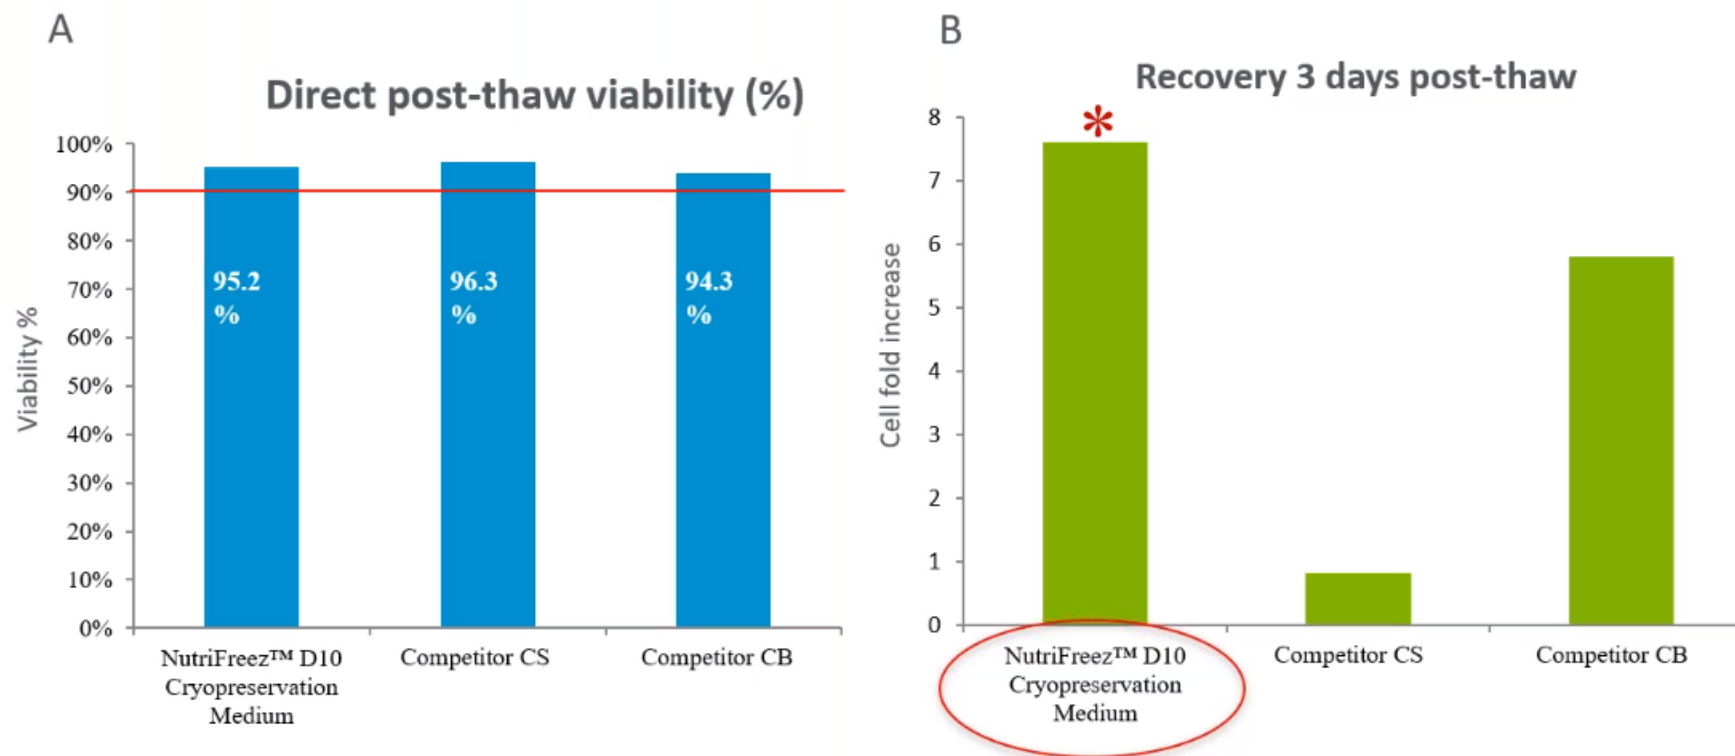 A
Direct post-thaw viability (%)
Viability %
100%
90%
80%
70%
60%
50%
40%
30%
20%
10%
0%
95.2
%
96.3
%
94.3
%
NutriFreez™ D10
Cryopreservation
Medium
Competitor CS
Competitor CB
B
Recovery 3 days post-thaw
*
Cell fold increase
8
7
6
5
4
3
2
1
0
NutriFreez™ D10
Cryopreservation
Medium
Competitor CS
Competitor CB